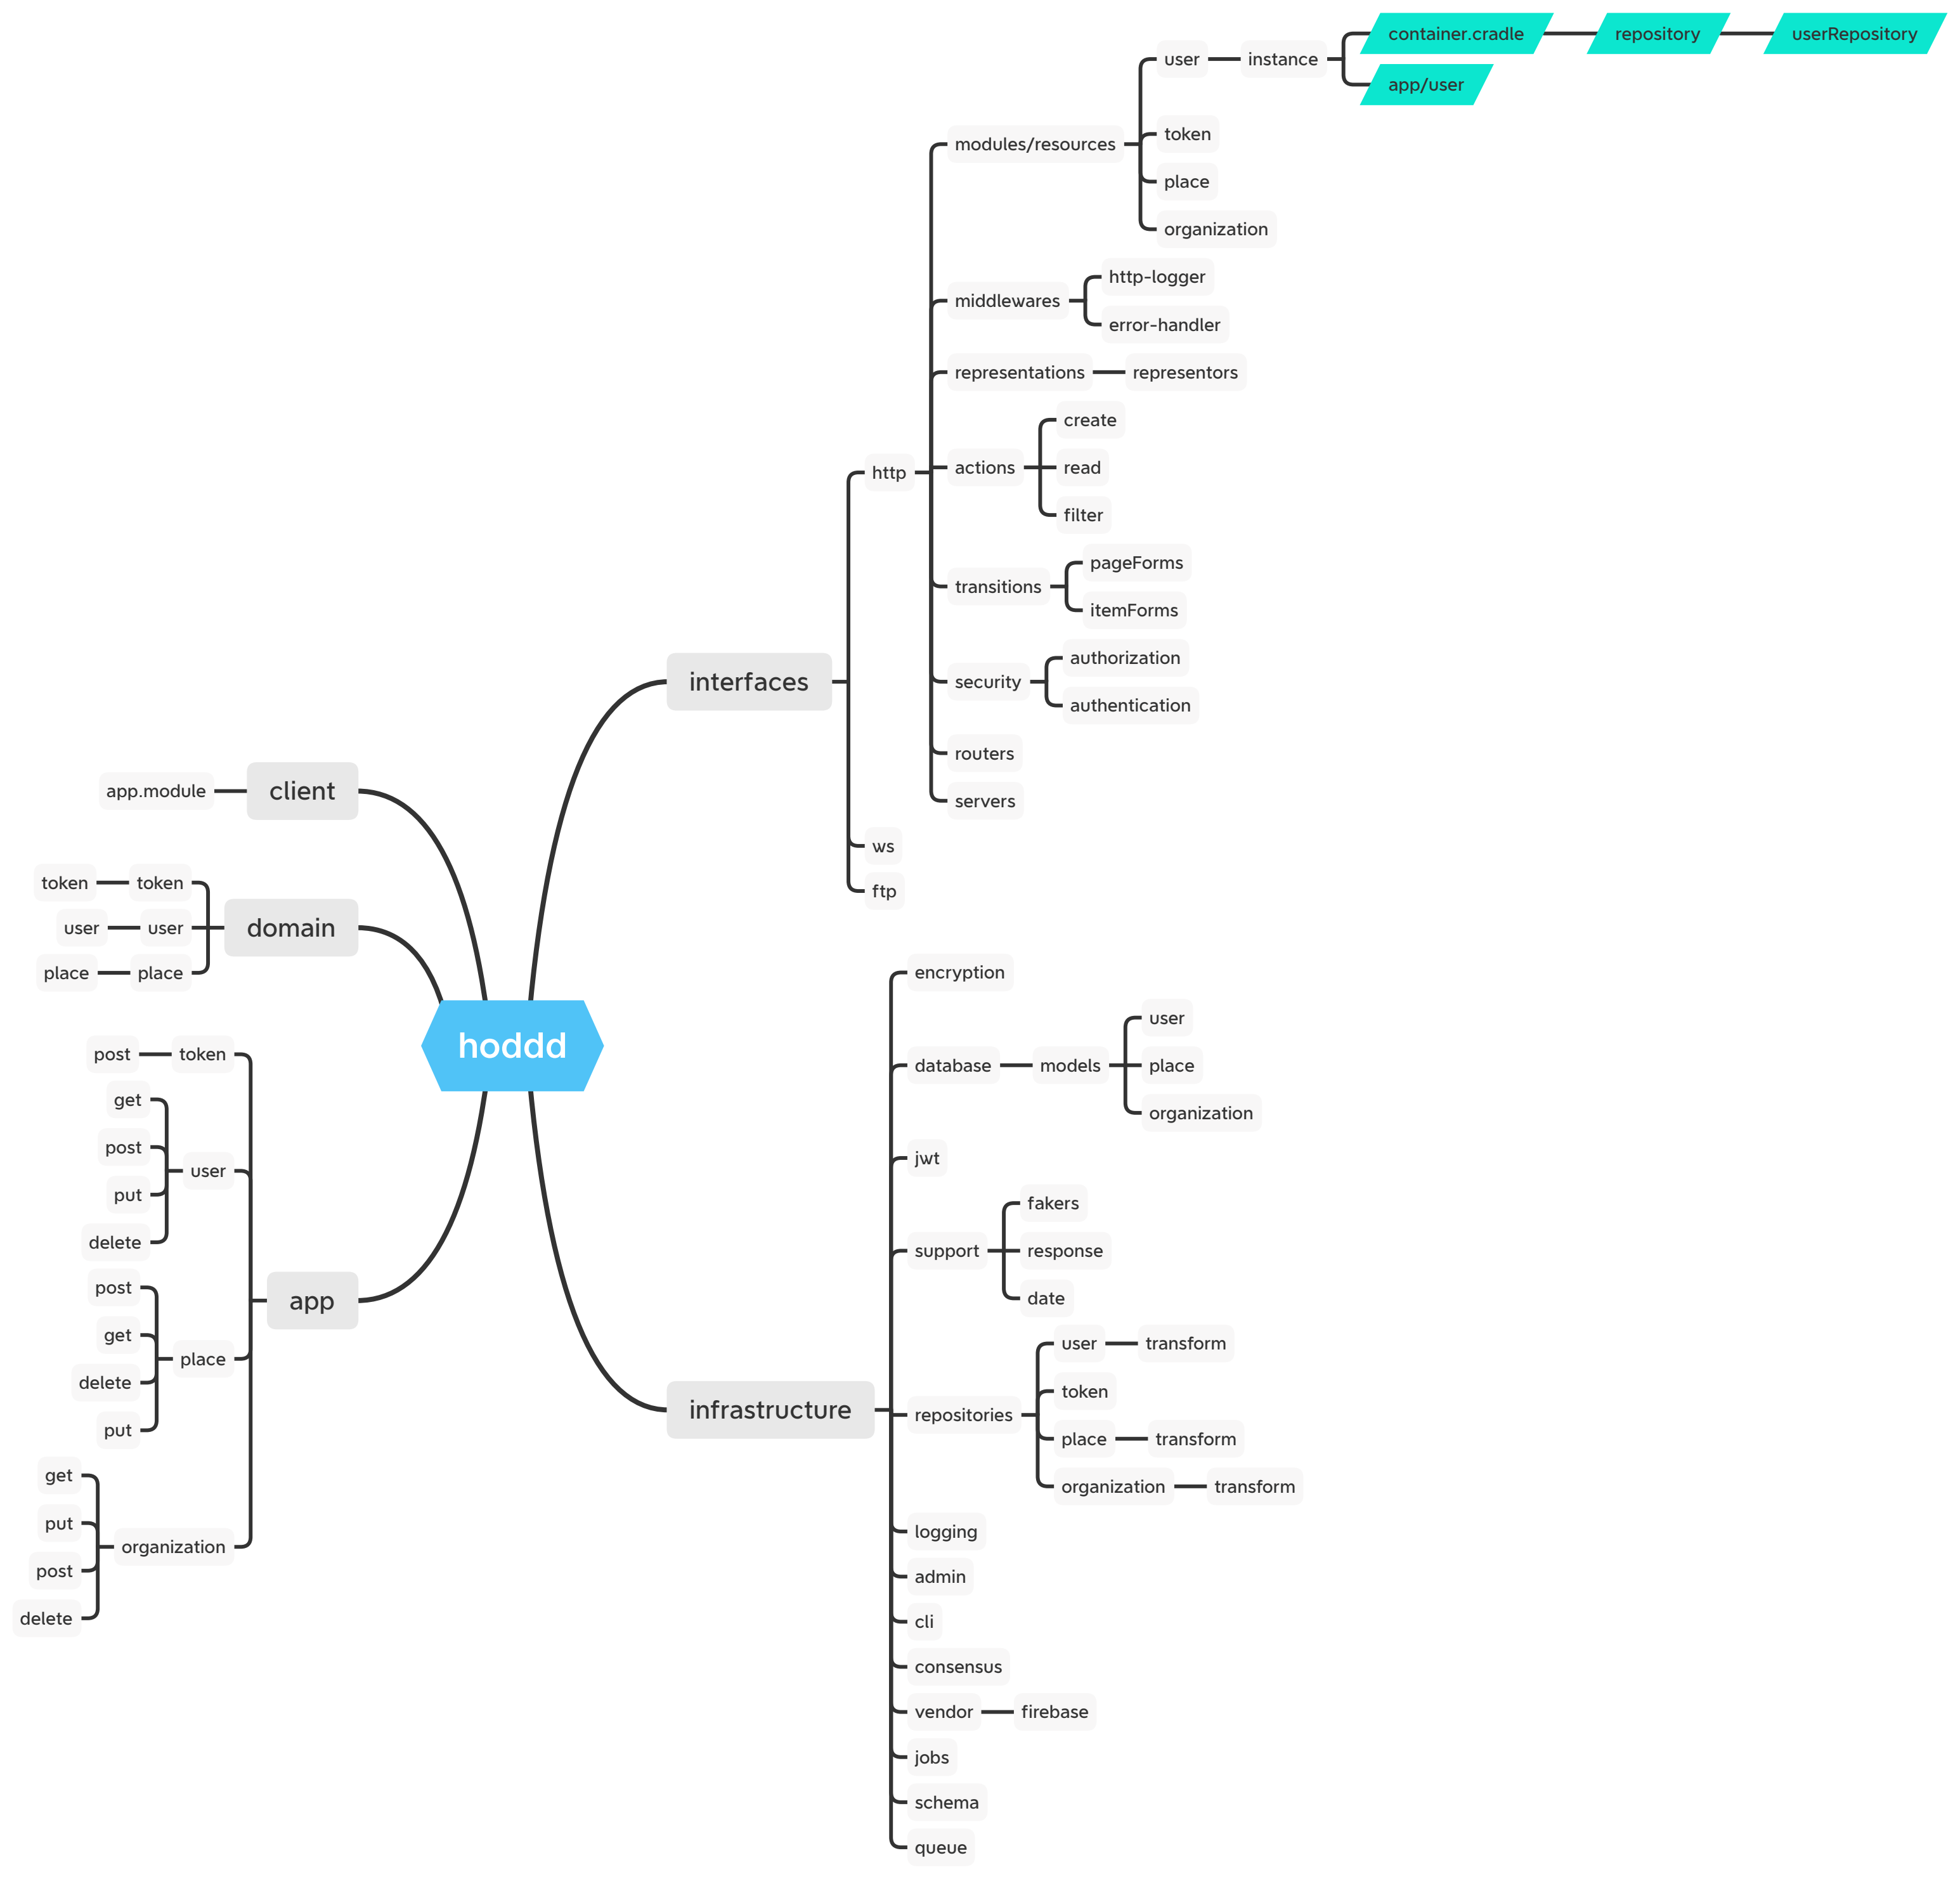 hoddd
interfaces
http
modules/resources
user
instance
container.cradle
repository
userRepository
app/user
token
place
organization
middlewares
http-logger
error-handler
representations
representors
actions
create
read
filter
transitions
pageForms
itemForms
security
authorization
authentication
routers
servers
ws
ftp
infrastructure
encryption
database
models
user
place
organization
jwt
support
fakers
response
date
repositories
user
transform
token
place
transform
organization
transform
logging
admin
cli
consensus
vendor
firebase
jobs
schema
queue
client
app.module
domain
token
token
user
user
place
place
app
token
post
user
get
post
put
delete
place
post
get
delete
put
organization
get
put
post
delete